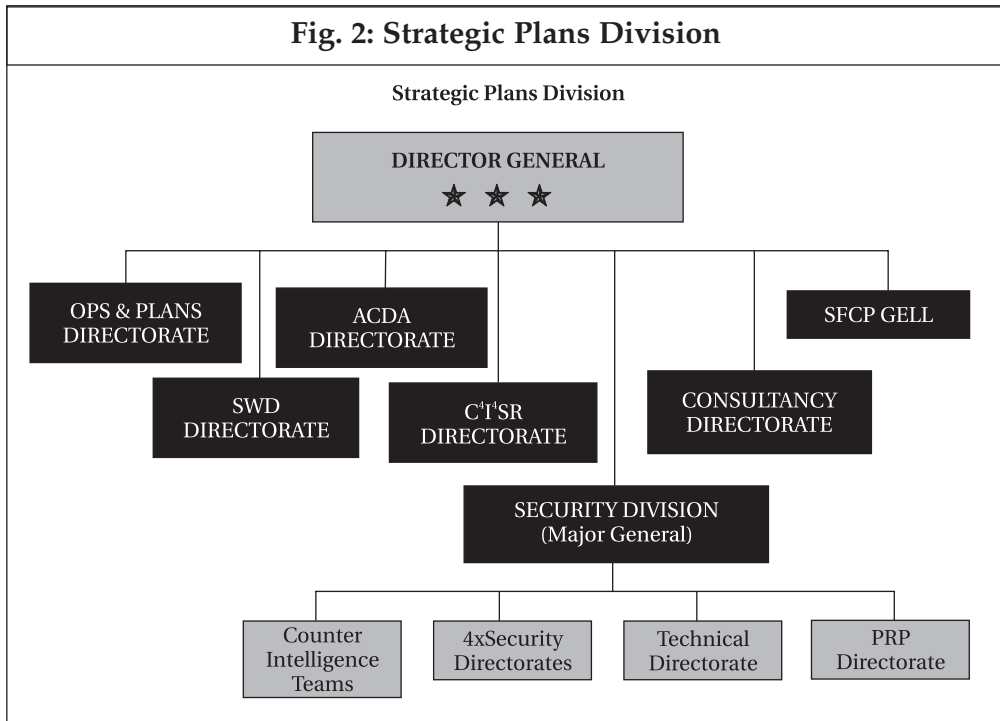 Fig. 2: Strategic Plans Division
Strategic Plans Division
DIRECTOR GENERAL
OPS & PLANS
DIRECTORATE
SWD
DIRECTORATE
ACDA
DIRECTORATE
C⁴I⁴SR
DIRECTORATE
SECURITY DIVISION
(Major General)
CONSULTANCY
DIRECTORATE
SFCP GELL
Counter
Intelligence
Teams
4xSecurity
Directorates
Technical
Directorate
PRP
Directorate